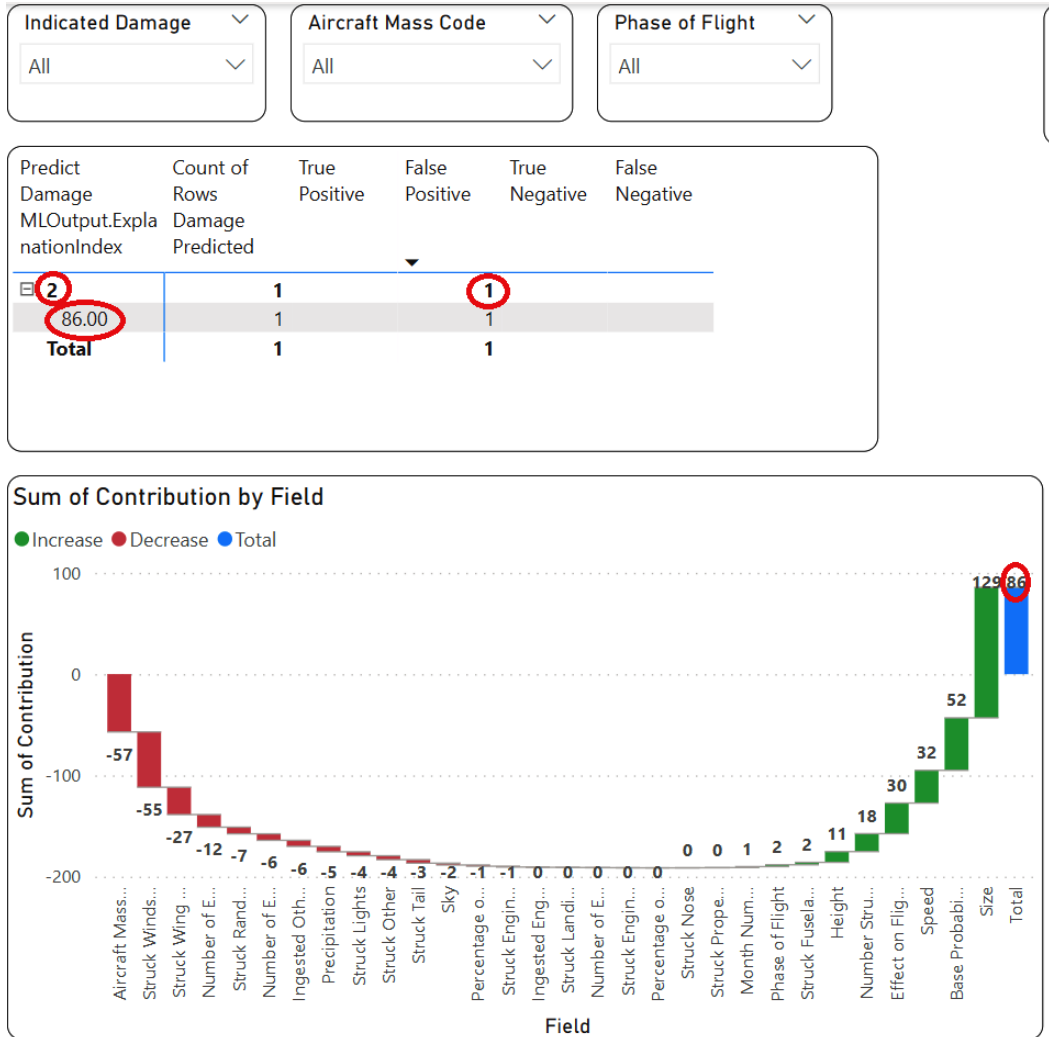 Indicated Damage
All
Aircraft Mass Code
All
Phase of Flight
All
Predict
Damage
MLOutput.Expla
nationIndex
Count of
Rows
Damage
Predicted
True
Positive
False
Positive
True
Negative
False
Negative
2 1 1
86.00 1 1
Total 1 1
Sum of Contribution by Field
Increase Decrease Total
Sum of Contribution
100
0
-100
-200
-57
-55
-27
-12
-7
-6
-6
-5
-4
-4
-3
-2
-1
-1
0
0
0
0
0
0
0
1
2
2
11
18
30
32
52
129
86
Aircraft Mass...
Struck Winds...
Struck Wing ...
Number of E...
Struck Rand...
Number of E...
Ingested Oth...
Precipitation
Struck Lights
Struck Other
Struck Tail
Sky
Percentage o...
Struck Engin...
Ingested Eng...
Struck Landi...
Number of E...
Struck Engin...
Percentage o...
Struck Nose
Struck Prope...
Month Num...
Phase of Flight
Struck Fusela...
Height
Number Stru...
Effect on Flig...
Speed
Base Probabi...
Size
Total
Field